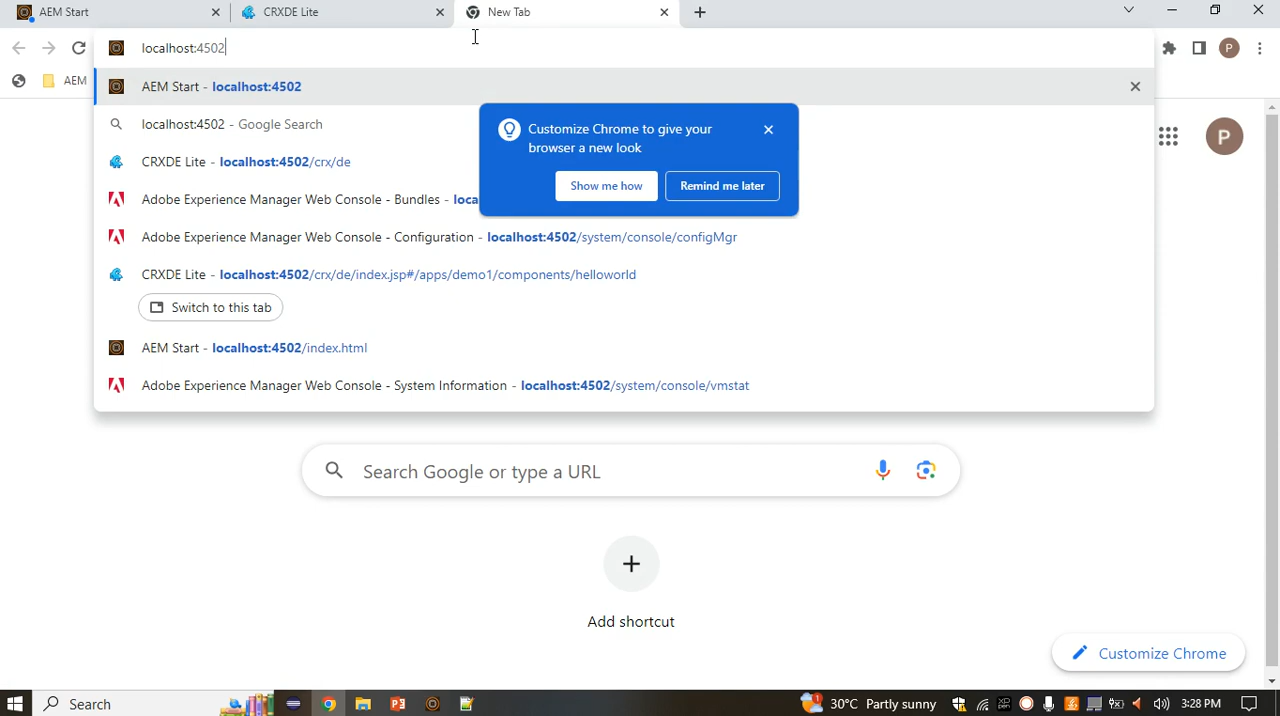 AEM Start
CRXDE Lite
New Tab
localhost:4502
AEM
AEM Start - localhost:4502
localhost:4502 - Google Search
CRXDE Lite - localhost:4502/crx/de
Adobe Experience Manager Web Console - Bundles - loca
Adobe Experience Manager Web Console - Configuration - localhost:4502/system/console/configMgr
CRXDE Lite - localhost:4502/crx/de/index.jsp#/apps/demo1/components/helloworld
Switch to this tab
AEM Start - localhost:4502/index.html
Adobe Experience Manager Web Console - System Information - localhost:4502/system/console/vmstat
Customize Chrome to give your
browser a new look
Show me how
Remind me later
P
P
Search Google or type a URL
Add shortcut
Customize Chrome
Search
1
30°C Partly sunny
3:28 PM